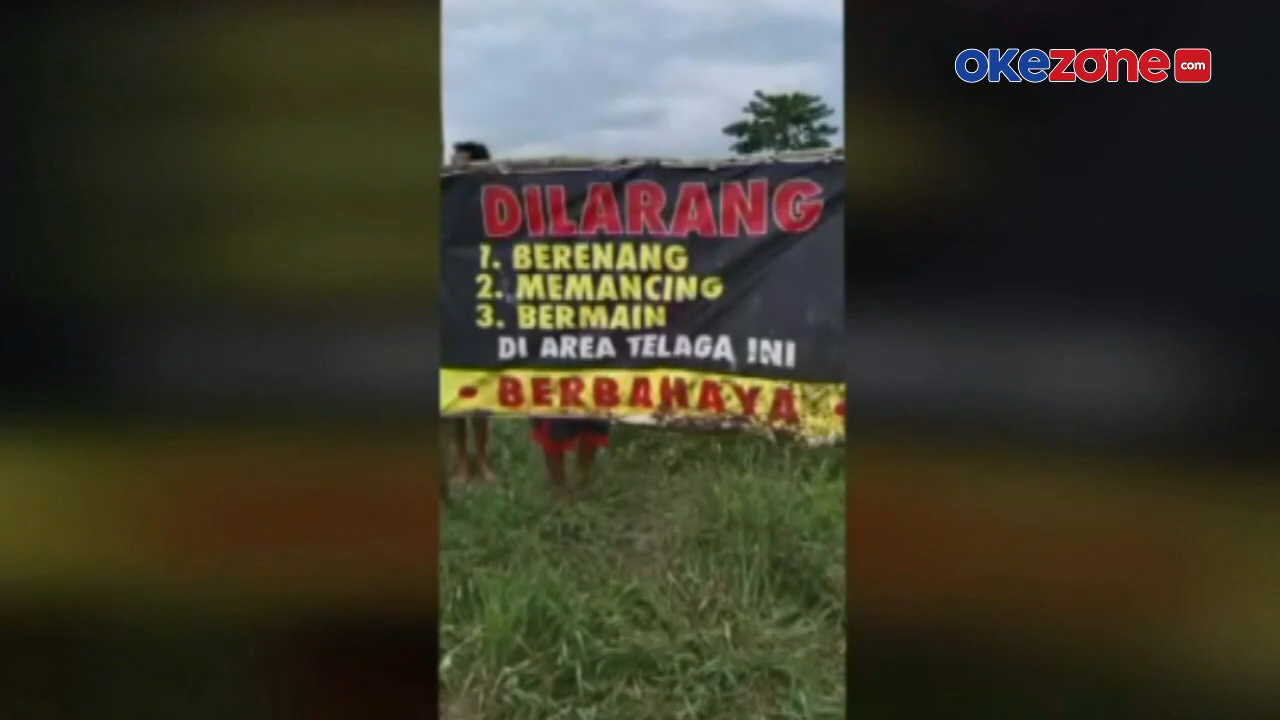 okezone.com
DILARANG
1. BERENANG
2. MEMANCING
3. BERMAIN
DI AREA TELAGA INI
• BERBAHAYA •